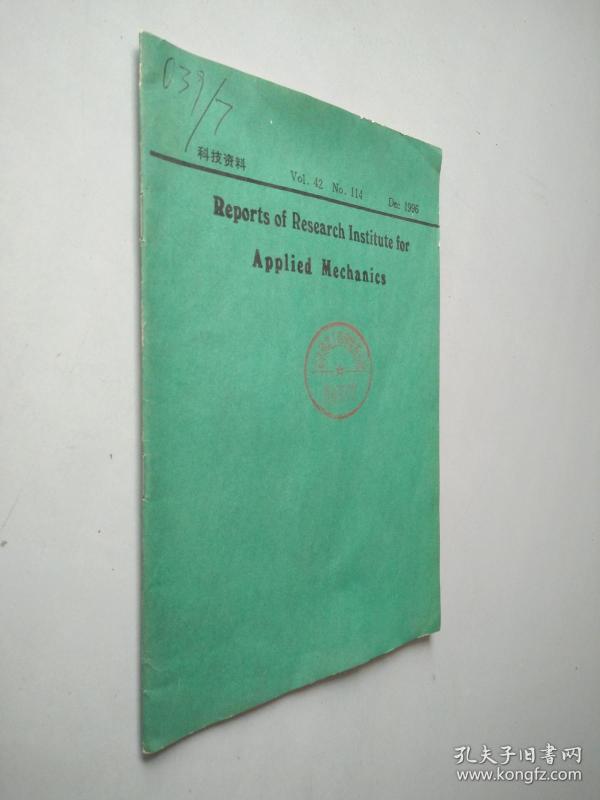 039/7
科技资料
Vol. 42 No. 114 Dec 1996
Reports of Research Institute for
Applied Mechanics
孔夫子旧书网
www.kongfz.com